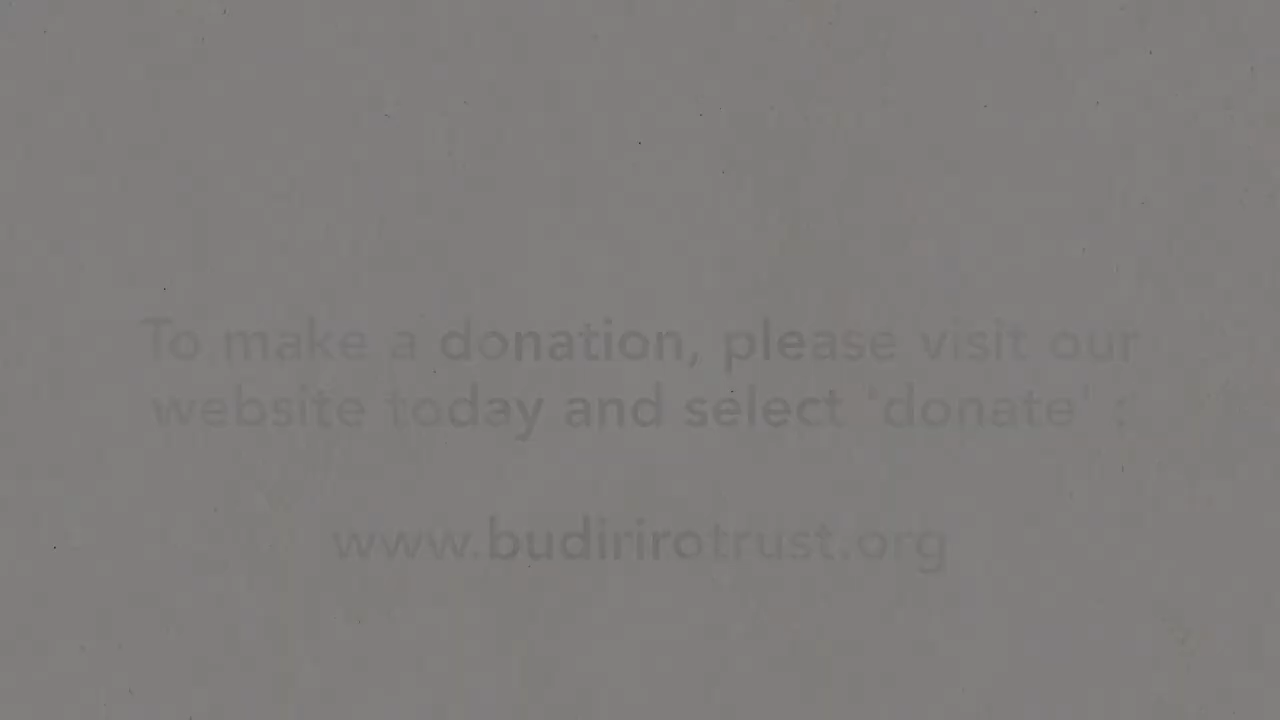 To make a donation, please visit our
website today and select 'donate' :
www.budirirotrust.org